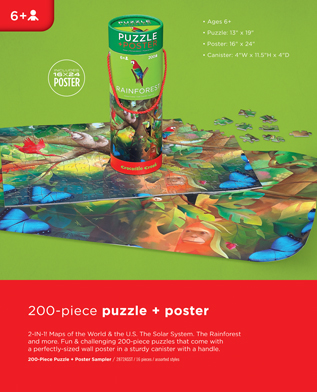 6+
• Ages 6+
• Puzzle: 13" x 19"
• Poster: 16" x 24"
• Canister: 4"W x 11.5"H x 4"D
PUZZLE
PUZZLE
+POSTER
RAINFOREST
Crocodile Creek
INCLUDES
16x24
POSTER
200-piece puzzle + poster
2-IN-1! Maps of the World & the U.S. The Solar System. The Rainforest
and more. Fun & challenging 200-piece puzzles that come with
a perfectly-sized wall poster in a sturdy canister with a handle.
200-Piece Puzzle + Poster Sampler /
/ 16 pieces / assorted styles